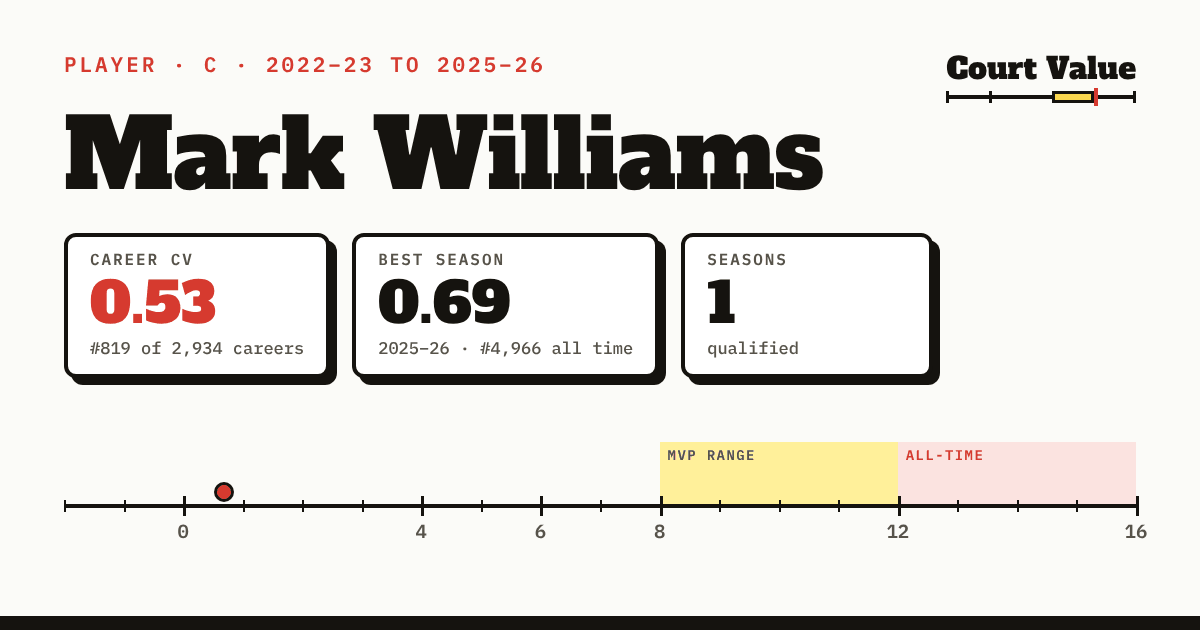 PLAYER · C · 2022–23 TO 2025–26
Court Value
Mark Williams
CAREER CV
0.53
#819 of 2,934 careers
BEST SEASON
0.69
2025–26 · #4,966 all time
SEASONS
1
qualified
MVP RANGE
ALL-TIME
0 4 6 8 12 16